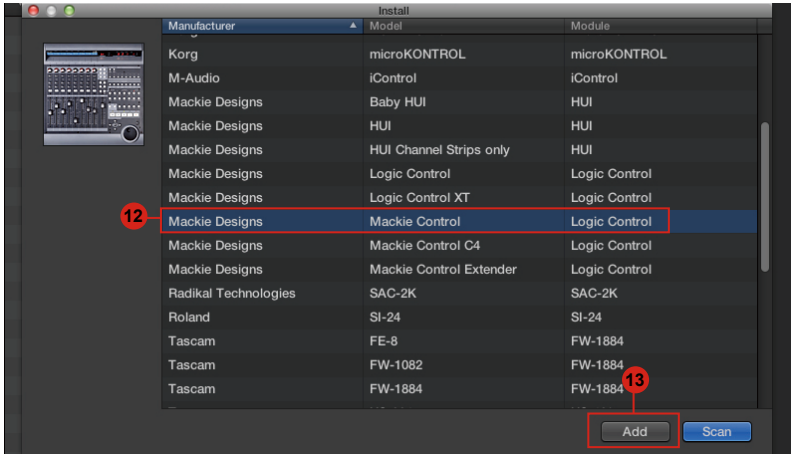 Install
Manufacturer Model Module
Korg microKONTROL microKONTROL
M-Audio iControl iControl
Mackie Designs Baby HUI HUI
Mackie Designs HUI HUI
Mackie Designs HUI Channel Strips only HUI
Mackie Designs Logic Control Logic Control
Mackie Designs Logic Control XT Logic Control
12 Mackie Designs Mackie Control Logic Control
Mackie Designs Mackie Control C4 Logic Control
Mackie Designs Mackie Control Extender Logic Control
Radikal Technologies SAC-2K SAC-2K
Roland SI-24 SI-24
Tascam FE-8 FW-1884
Tascam FW-1082 FW-1884
Tascam FW-1884 FW-1884
13
Add Scan